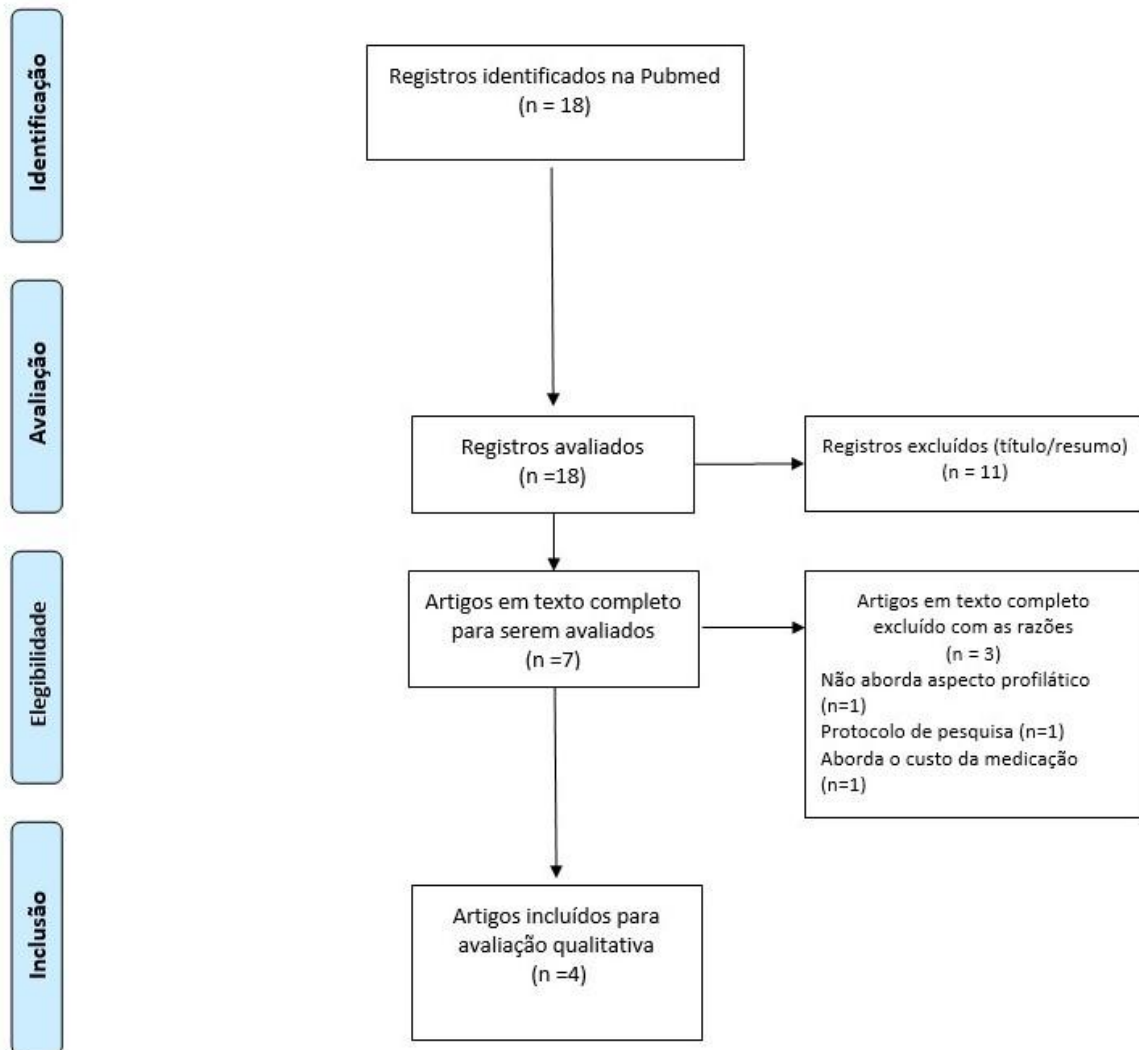 Identificação
Registros identificados na Pubmed
(n = 18)
Avaliação
Registros avaliados
(n =18)
Registros excluídos (título/resumo)
(n = 11)
Elegibilidade
Artigos em texto completo
para serem avaliados
(n =7)
Artigos em texto completo
excluído com as razões
(n = 3)
Não aborda aspecto profilático
(n=1)
Protocolo de pesquisa (n=1)
Aborda o custo da medicação
(n=1)
Inclusão
Artigos incluídos para
avaliação qualitativa
(n =4)